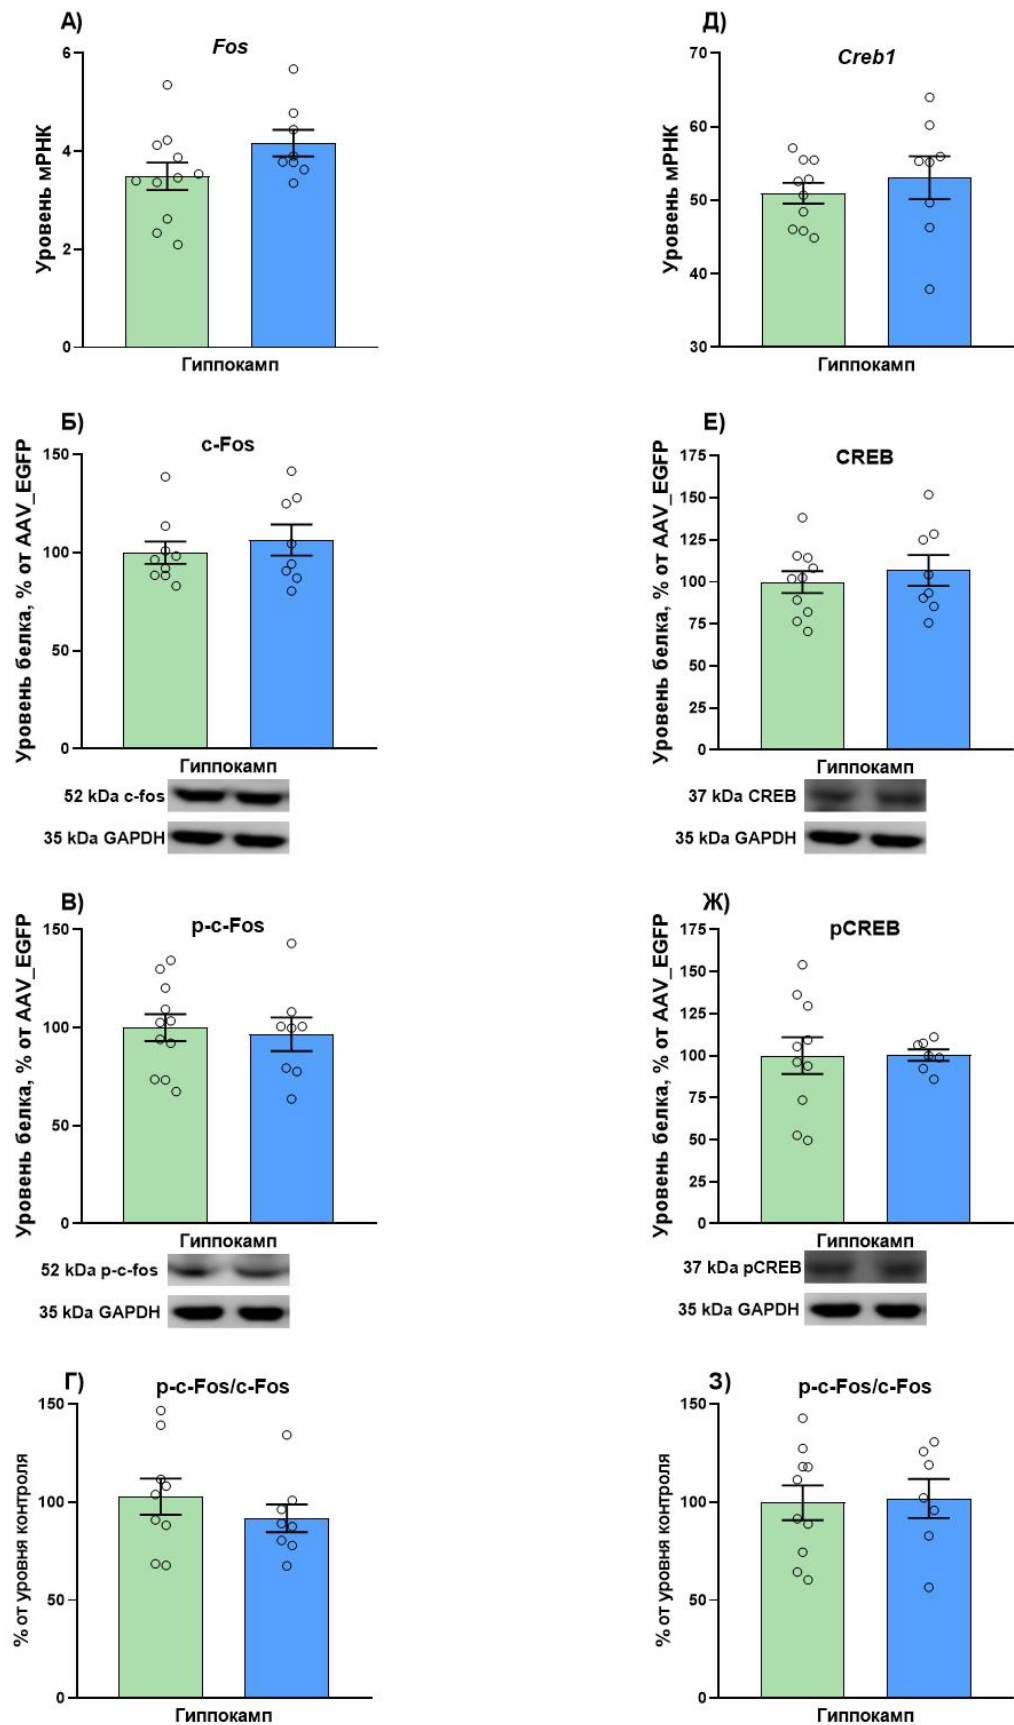 А)
Fos
Уровень мРНК
6
4
2
0
Гиппокамп
Д)
Creb1
Уровень мРНК
70
60
50
40
30
Гиппокамп
Б)
c-Fos
Уровень белка, % от AAV_EGFP
150
100
50
0
Гиппокамп
52 kDa c-fos
35 kDa GAPDH
Е)
CREB
Уровень белка, % от AAV_EGFP
175
150
125
100
75
50
25
0
Гиппокамп
37 kDa CREB
35 kDa GAPDH
В)
p-c-Fos
Уровень белка, % от AAV_EGFP
150
100
50
0
Гиппокамп
52 kDa p-c-fos
35 kDa GAPDH
Ж)
pCREB
Уровень белка, % от AAV_EGFP
175
150
125
100
75
50
25
0
Гиппокамп
37 kDa pCREB
35 kDa GAPDH
Г)
p-c-Fos/c-Fos
% от уровня контроля
150
100
50
0
Гиппокамп
З)
p-c-Fos/c-Fos
% от уровня контроля
150
100
50
0
Гиппокамп